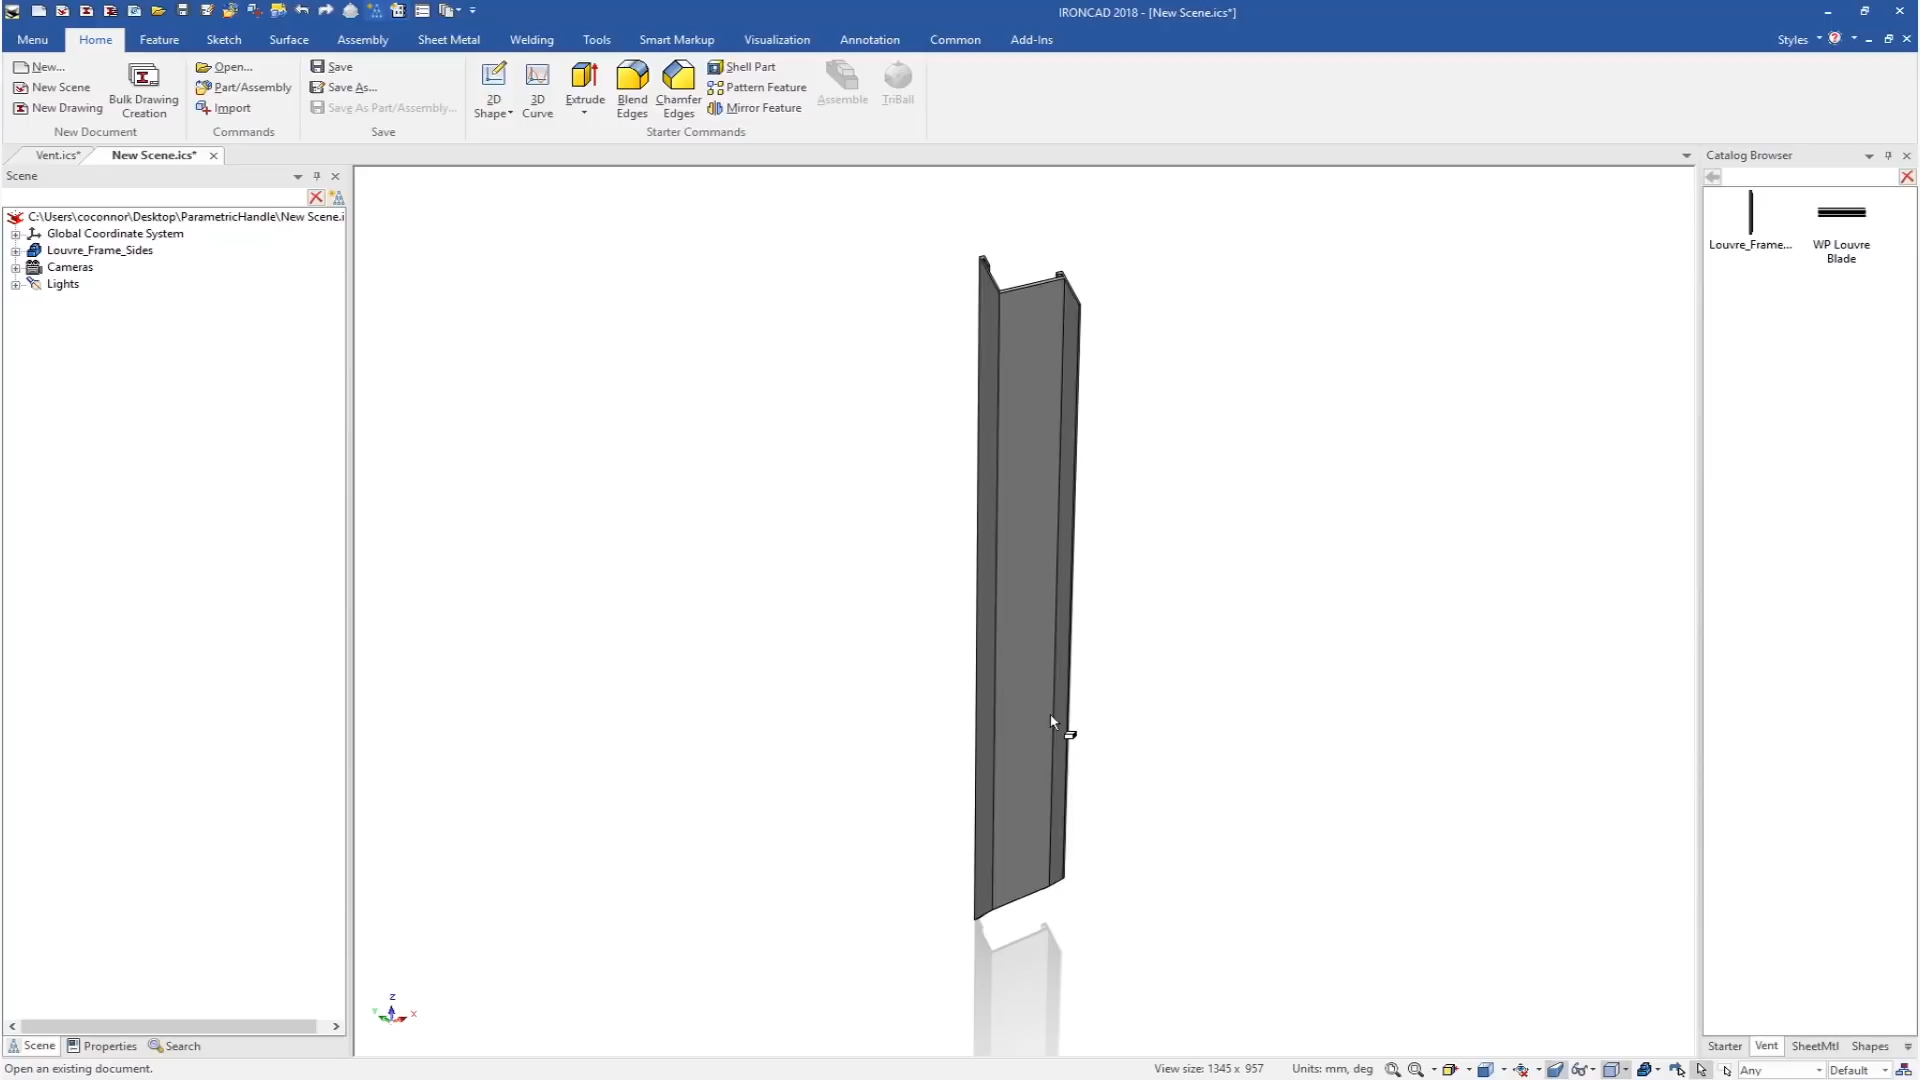 IRONCAD 2018 - [New Scene.ics*]
Menu Home Feature Sketch Surface Assembly Sheet Metal Welding Tools Smart Markup Visualization Annotation Common Add-Ins Styles
New... Open... Save Shell Part
New Scene Part/Assembly Save As... Pattern Feature
New Drawing Import Save As Part/Assembly... Mirror Feature
Bulk Drawing Creation
2D Shape 3D Curve Extrude Blend Edges Chamfer Edges Assemble TriBall
New Document Commands Save Starter Commands
Vent.ics* New Scene.ics* Catalog Browser
Scene
C:\Users\coconnor\Desktop\ParametricHandle\New Scene.i
Global Coordinate System
Louvre_Frame_Sides
Cameras
Lights
Louvre_Frame... WP Louvre
Blade
Z
Y X
Scene Properties Search Starter Vent SheetMtl Shapes
Open an existing document. View size: 1345 x 957 Units: mm, deg Any Default